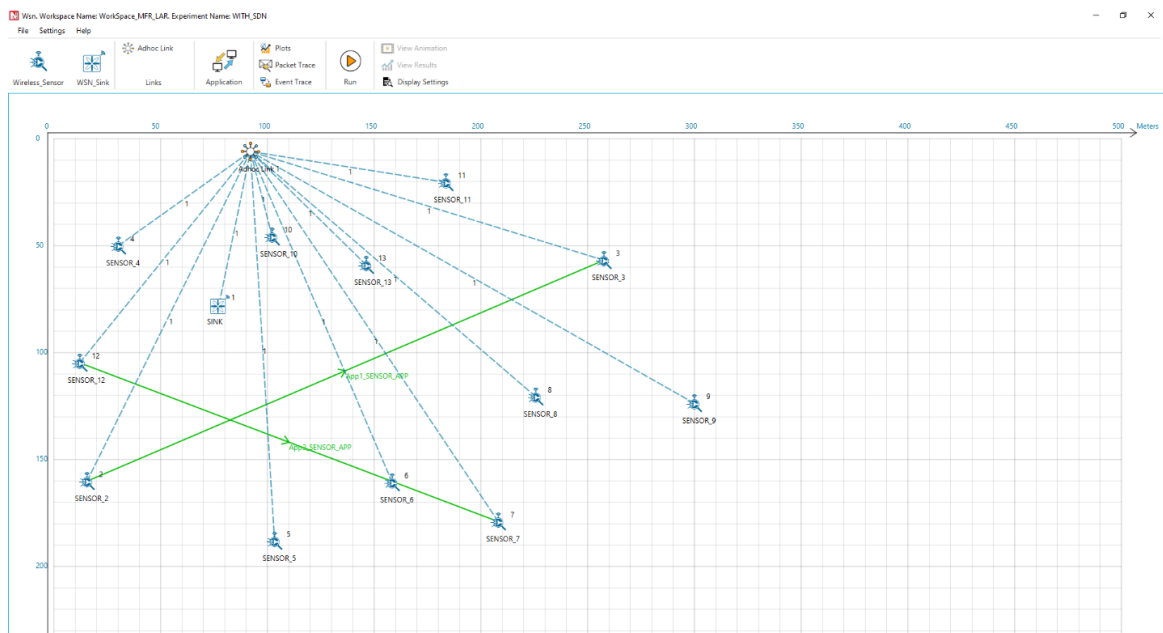 Wsn. Workspace Name: WorkSpace_MFR_LAR. Experiment Name: WITH_SDN
File Settings Help
Adhoc Link
Plots
View Animation
Packet Trace
View Results
Wireless_Sensor WSN_Sink Links Application Event Trace Run Display Settings
0 50 100 150 200 250 300 350 400 450 500 Meters
0
Adhoc Link 1
11
1
SENSOR_11
1
1
1
1
4
10
3
1
50
SENSOR_4
SENSOR_10
13
SENSOR_3
1
SENSOR_13
1
1
1
SINK
1
1
1
1
100
12
1
App1_SENSOR_APP
SENSOR_12
8
9
SENSOR_8
SENSOR_9
App2_SENSOR_APP
150
2
6
SENSOR_2
SENSOR_6
7
5
SENSOR_7
SENSOR_5
200